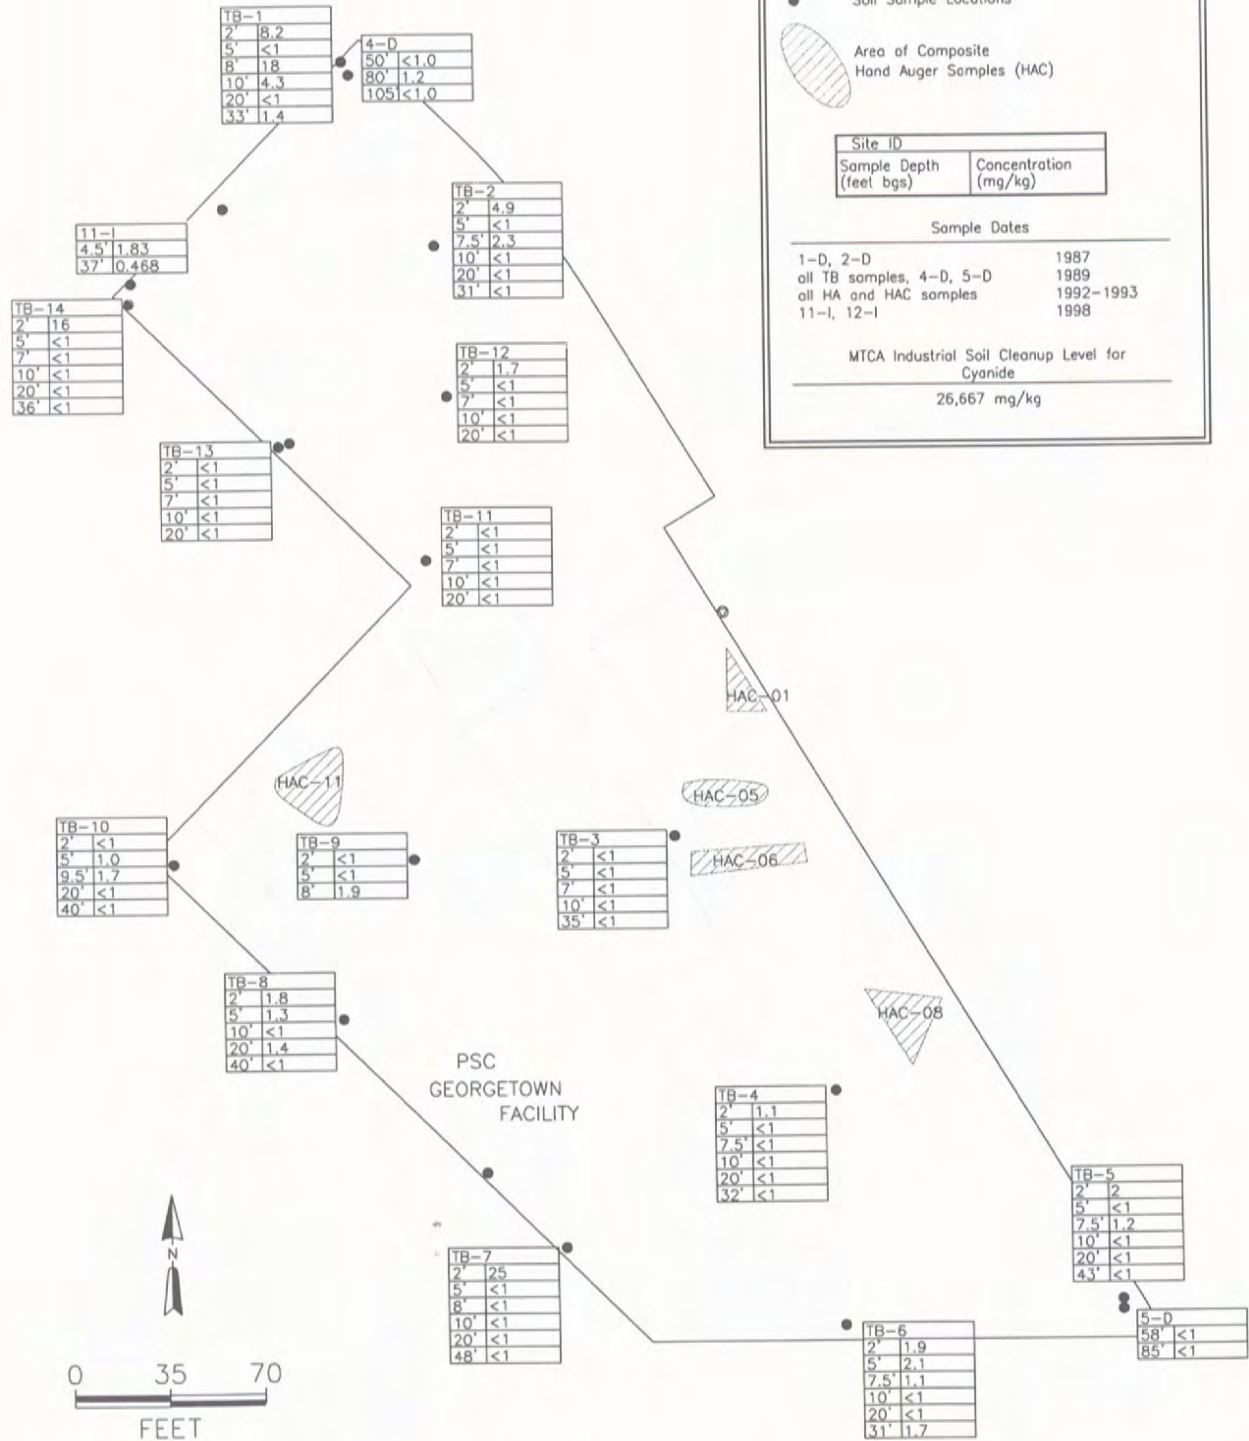 Soil Sample Locations
Area of Composite
Hand Auger Samples (HAC)
Site ID
Sample Depth (feet bgs) Concentration (mg/kg)
Sample Dates
1-D, 2-D 1987
all TB samples, 4-D, 5-D 1989
all HA and HAC samples 1992-1993
11-I, 12-I 1998
MTCA Industrial Soil Cleanup Level for
Cyanide
26,667 mg/kg
TB-1
2' 8.2
5' <1
8' 18
10' 4.3
20' <1
33' 1.4
4-D
50' <1.0
80' 1.2
105' <1.0
TB-2
2' 4.9
5' <1
7.5' 2.3
10' <1
20' <1
31' <1
11-I
4.5' 1.83
37' 0.468
TB-14
2' 16
5' <1
7' <1
10' <1
20' <1
36' <1
TB-12
2' 1.7
5' <1
7' <1
10' <1
20' <1
TB-13
2' <1
5' <1
7' <1
10' <1
20' <1
TB-11
2' <1
5' <1
7' <1
10' <1
20' <1
HAC-01
HAC-11
HAC-05
TB-10
2' <1
5' 1.0
9.5' 1.7
20' <1
40' <1
TB-9
2' <1
5' <1
8' 1.9
TB-3
2' <1
5' <1
7' <1
10' <1
35' <1
HAC-06
TB-8
2' 1.8
5' 1.3
10' <1
20' 1.4
40' <1
HAC-08
PSC
GEORGETOWN
FACILITY
TB-4
2' 1.1
5' <1
7.5' <1
10' <1
20' <1
32' <1
TB-5
2' 2
5' <1
7.5' 1.2
10' <1
20' <1
43' <1
N
TB-7
2' 25
5' <1
8' <1
10' <1
20' <1
48' <1
5-D
58' <1
85' <1
TB-6
2' 1.9
5' 2.1
7.5' 1.1
10' <1
20' <1
31' 1.7
0 35 70
FEET